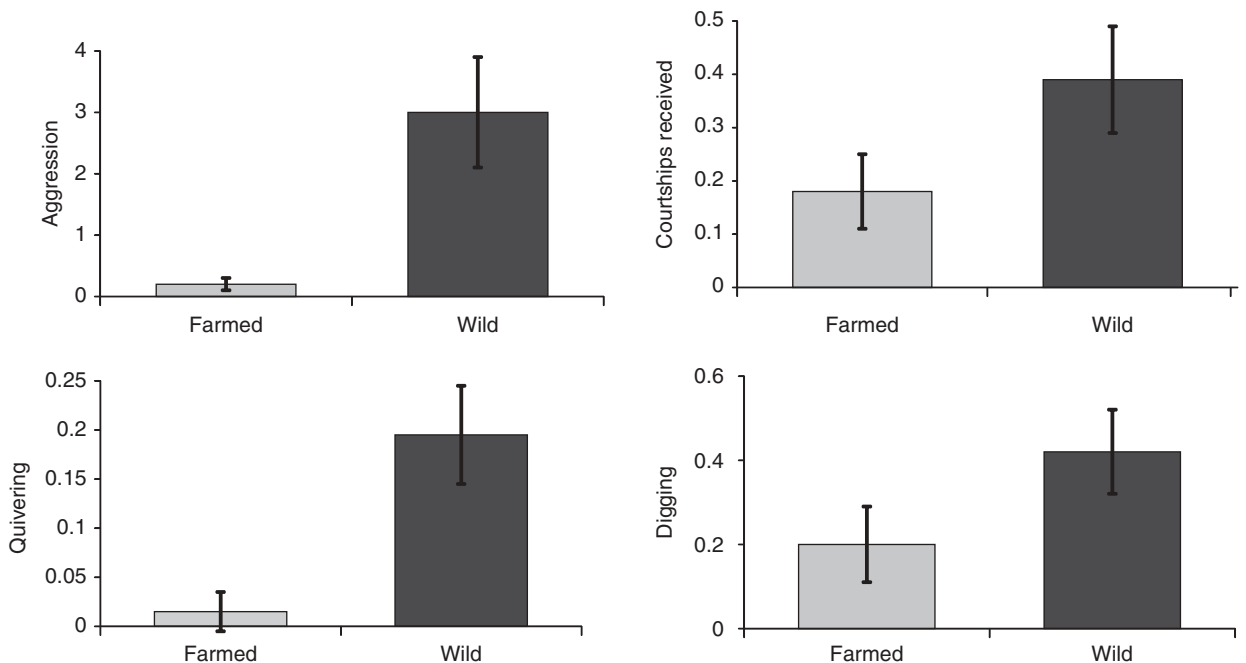 4
3
2
1
0
Aggression
Farmed
Wild
0.5
0.4
0.3
0.2
0.1
0
Courtships received
Farmed
Wild
0.25
0.2
0.15
0.1
0.05
0
Quivering
Farmed
Wild
0.6
0.4
0.2
0
Digging
Farmed
Wild